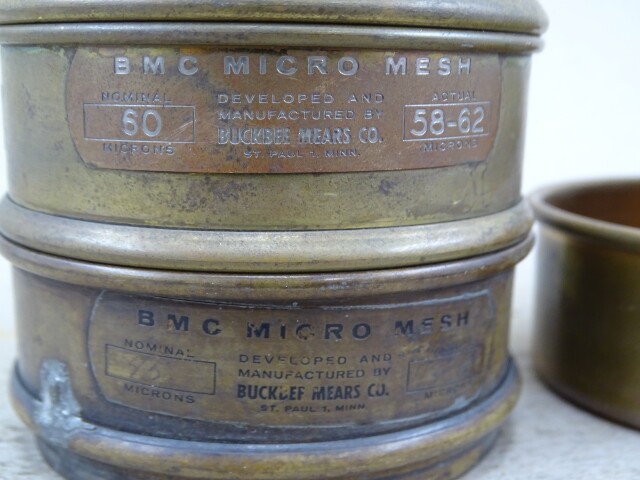 BMC MICRO MESH
NOMINAL
60
MICRONS
DEVELOPED AND
MANUFACTURED BY
BUCKBEE MEARS CO.
ST. PAUL 1, MINN.
ACTUAL
58-62
MICRONS
BMC MICRO MESH
NOMINAL
MICRONS
DEVELOPED AND
MANUFACTURED BY
BUCKBEE MEARS CO.
ST. PAUL 1, MINN.